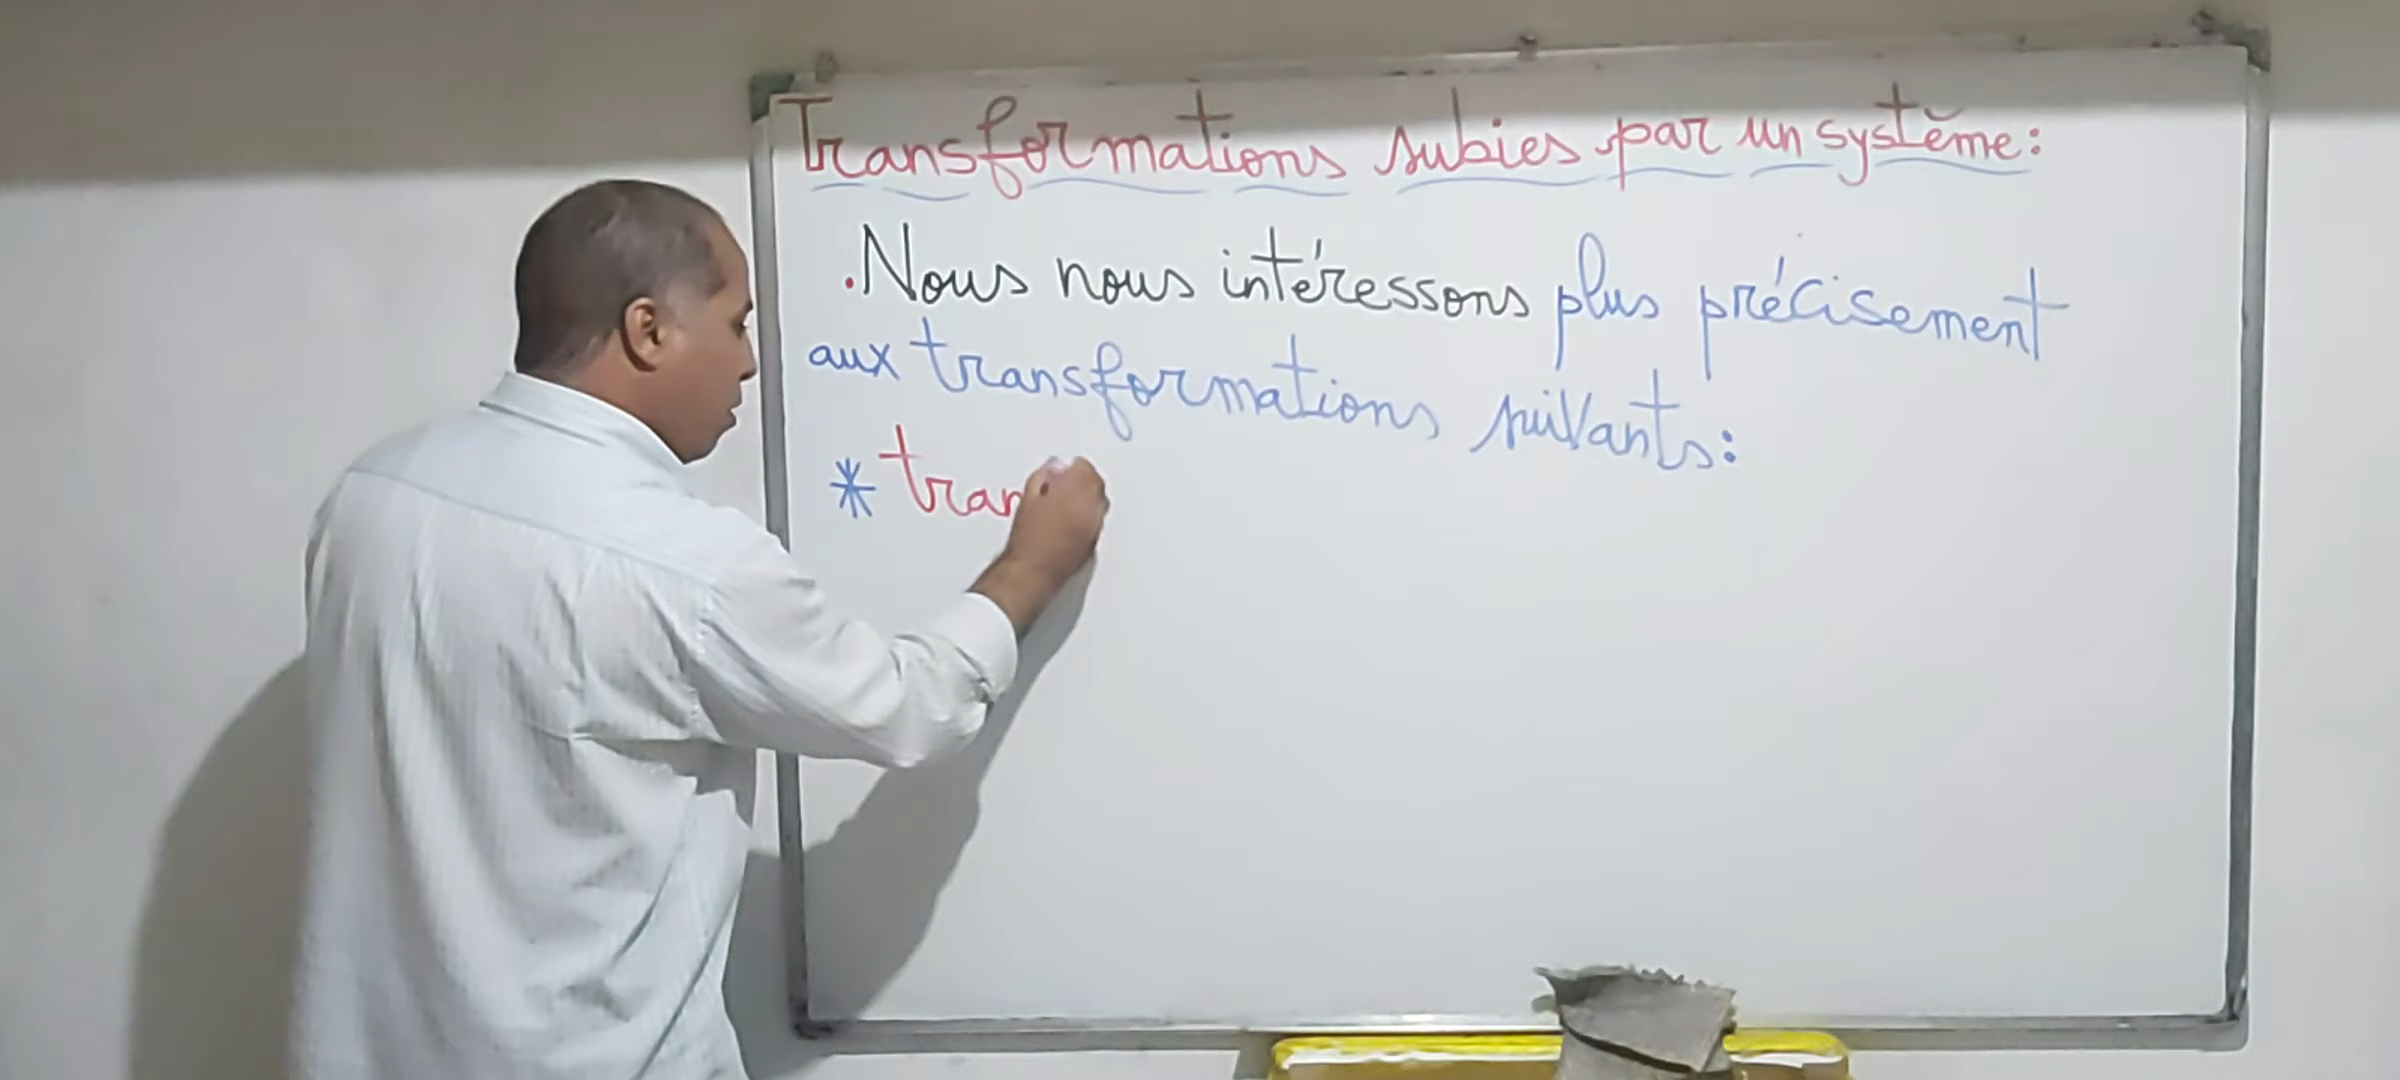 Transformations subies par un système:
.Nous nous intéressons plus précisement
aux transformations suivants:
* tran